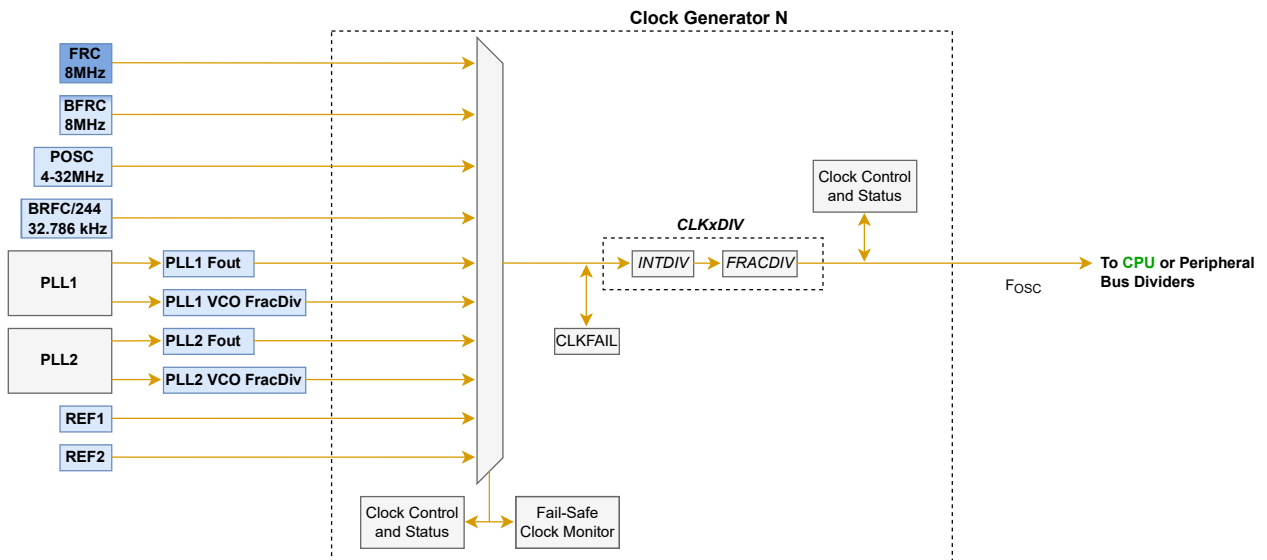 Clock Generator N
FRC
8MHz
BFRC
8MHz
POSC
4-32MHz
BRFC/244
32.786 kHz
PLL1
PLL1 Fout
PLL1 VCO FracDiv
PLL2
PLL2 Fout
PLL2 VCO FracDiv
REF1
REF2
Clock Control
and Status
Fail-Safe
Clock Monitor
CLKFAIL
CLKxDIV
INTDIV
FRACDIV
Clock Control
and Status
FOSC
To CPU or Peripheral
Bus Dividers